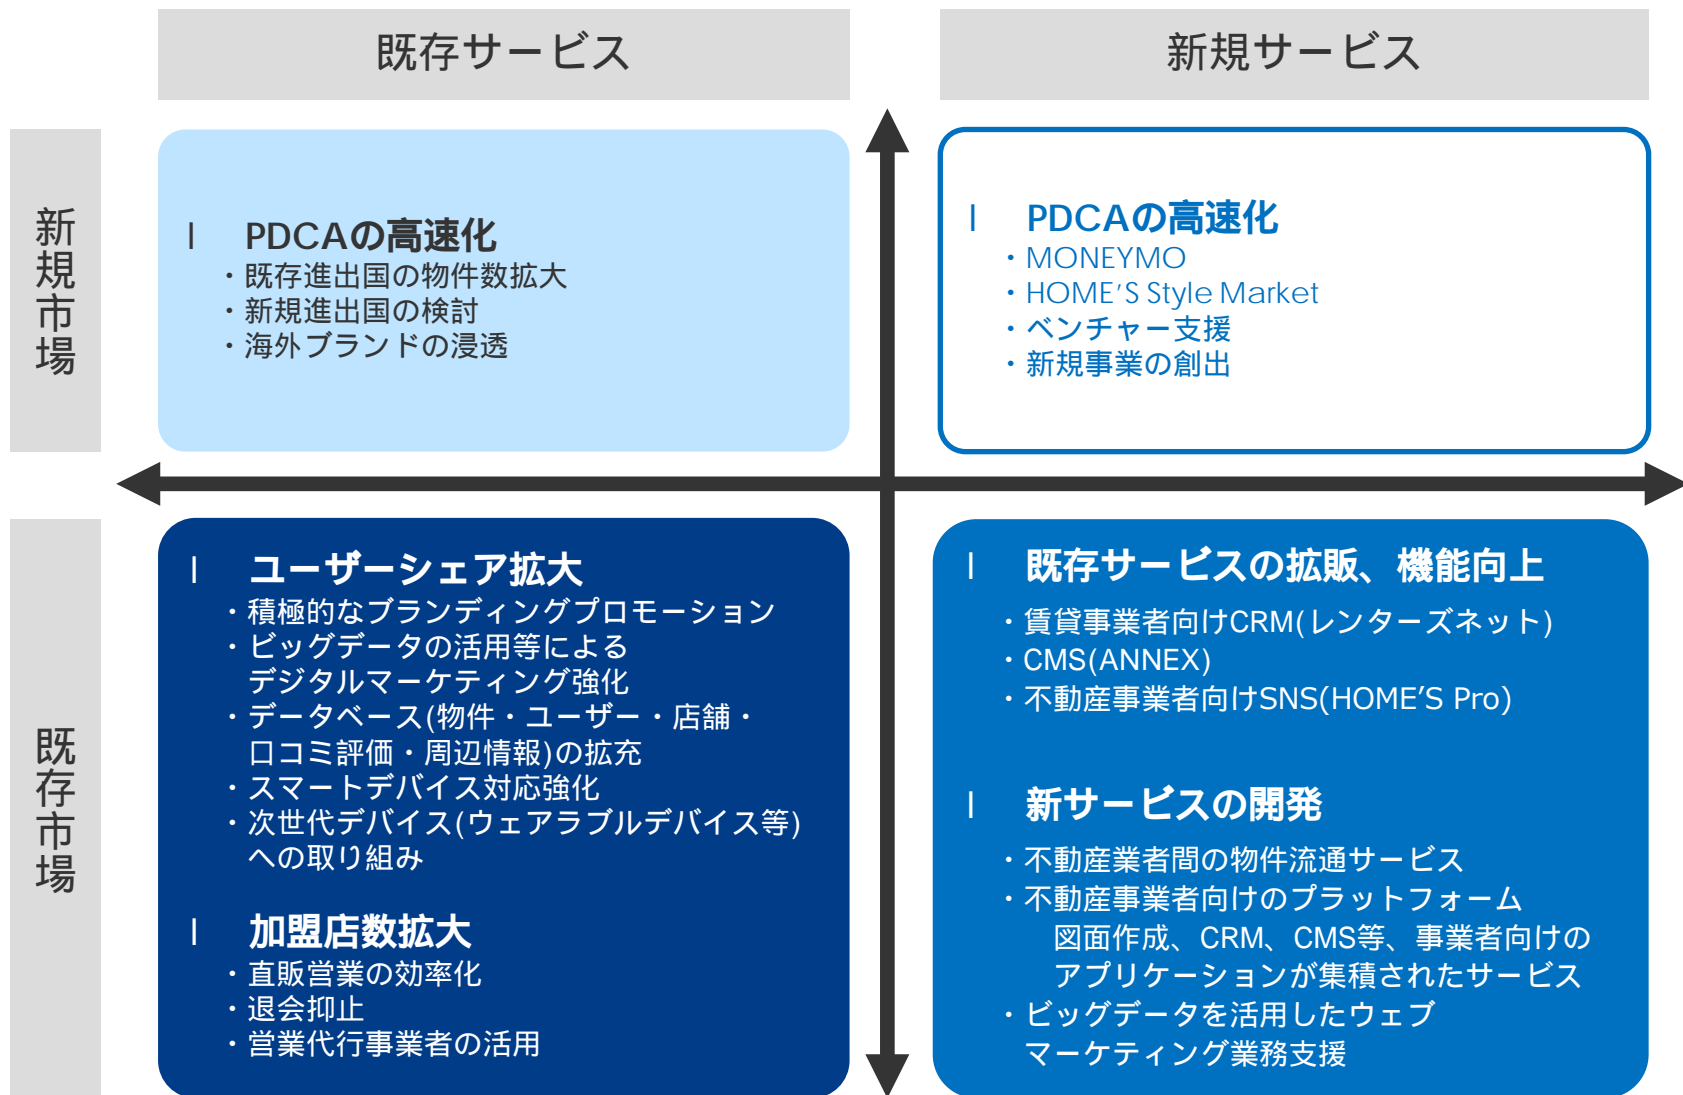 既存サービス
新規サービス
新規市場
l PDCAの高速化
・既存進出国の物件数拡大
・新規進出国の検討
・海外ブランドの浸透
l PDCAの高速化
・MONEYMO
・HOME'S Style Market
・ベンチャー支援
・新規事業の創出
既存市場
l ユーザーシェア拡大
・積極的なブランディングプロモーション
・ビッグデータの活用等による
デジタルマーケティング強化
・データベース(物件・ユーザー・店舗・
口コミ評価・周辺情報)の拡充
・スマートデバイス対応強化
・次世代デバイス(ウェアラブルデバイス等)
への取り組み
l 加盟店数拡大
・直販営業の効率化
・退会抑止
・営業代行事業者の活用
l 既存サービスの拡販、機能向上
・賃貸事業者向けCRM(レンターズネット)
・CMS(ANNEX)
・不動産事業者向けSNS(HOME'S Pro)
l 新サービスの開発
・不動産業者間の物件流通サービス
・不動産事業者向けのプラットフォーム
図面作成、CRM、CMS等、事業者向けの
アプリケーションが集積されたサービス
・ビッグデータを活用したウェブ
マーケティング業務支援